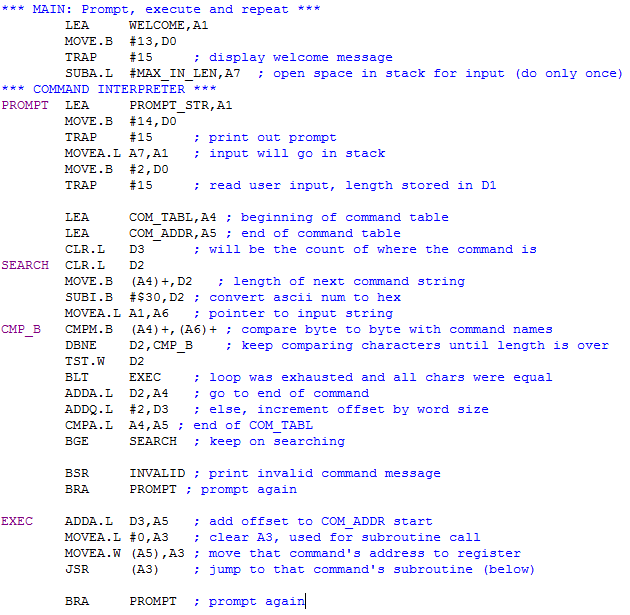 *** MAIN: Prompt, execute and repeat ***
        LEA     WELCOME,A1
        MOVE.B  #13,D0
        TRAP    #15     ; display welcome message
        SUBA.L  #MAX_IN_LEN,A7  ; open space in stack for input (do only once)
*** COMMAND INTERPRETER ***
PROMPT  LEA     PROMPT_STR,A1
        MOVE.B  #14,D0
        TRAP    #15     ; print out prompt
        MOVEA.L A7,A1   ; input will go in stack
        MOVE.B  #2,D0
        TRAP    #15     ; read user input, length stored in D1
        LEA     COM_TABL,A4 ; beginning of command table
        LEA     COM_ADDR,A5 ; end of command table
        CLR.L   D3      ; will be the count of where the command is
SEARCH  CLR.L   D2
        MOVE.B  (A4)+,D2   ; length of next command string
        SUBI.B  #$30,D2 ; convert ascii num to hex
        MOVEA.L A1,A6   ; pointer to input string
CMP_B   CMPM.B  (A4)+,(A6)+ ; compare byte to byte with command names
        DBNE    D2,CMP_B    ; keep comparing characters until length is over
        TST.W   D2
        BLT     EXEC    ; loop was exhausted and all chars were equal
        ADDA.L  D2,A4   ; go to end of command
        ADDQ.L  #2,D3   ; else, increment offset by word size
        CMPA.L  A4,A5 ; end of COM_TABL
        BGE     SEARCH  ; keep on searching
        BSR     INVALID ; print invalid command message
        BRA     PROMPT ; prompt again
EXEC    ADDA.L  D3,A5   ; add offset to COM_ADDR start
        MOVEA.L #0,A3   ; clear A3, used for subroutine call
        MOVEA.W (A5),A3 ; move that command's address to register
        JSR     (A3)    ; jump to that command's subroutine (below)
        BRA     PROMPT  ; prompt again